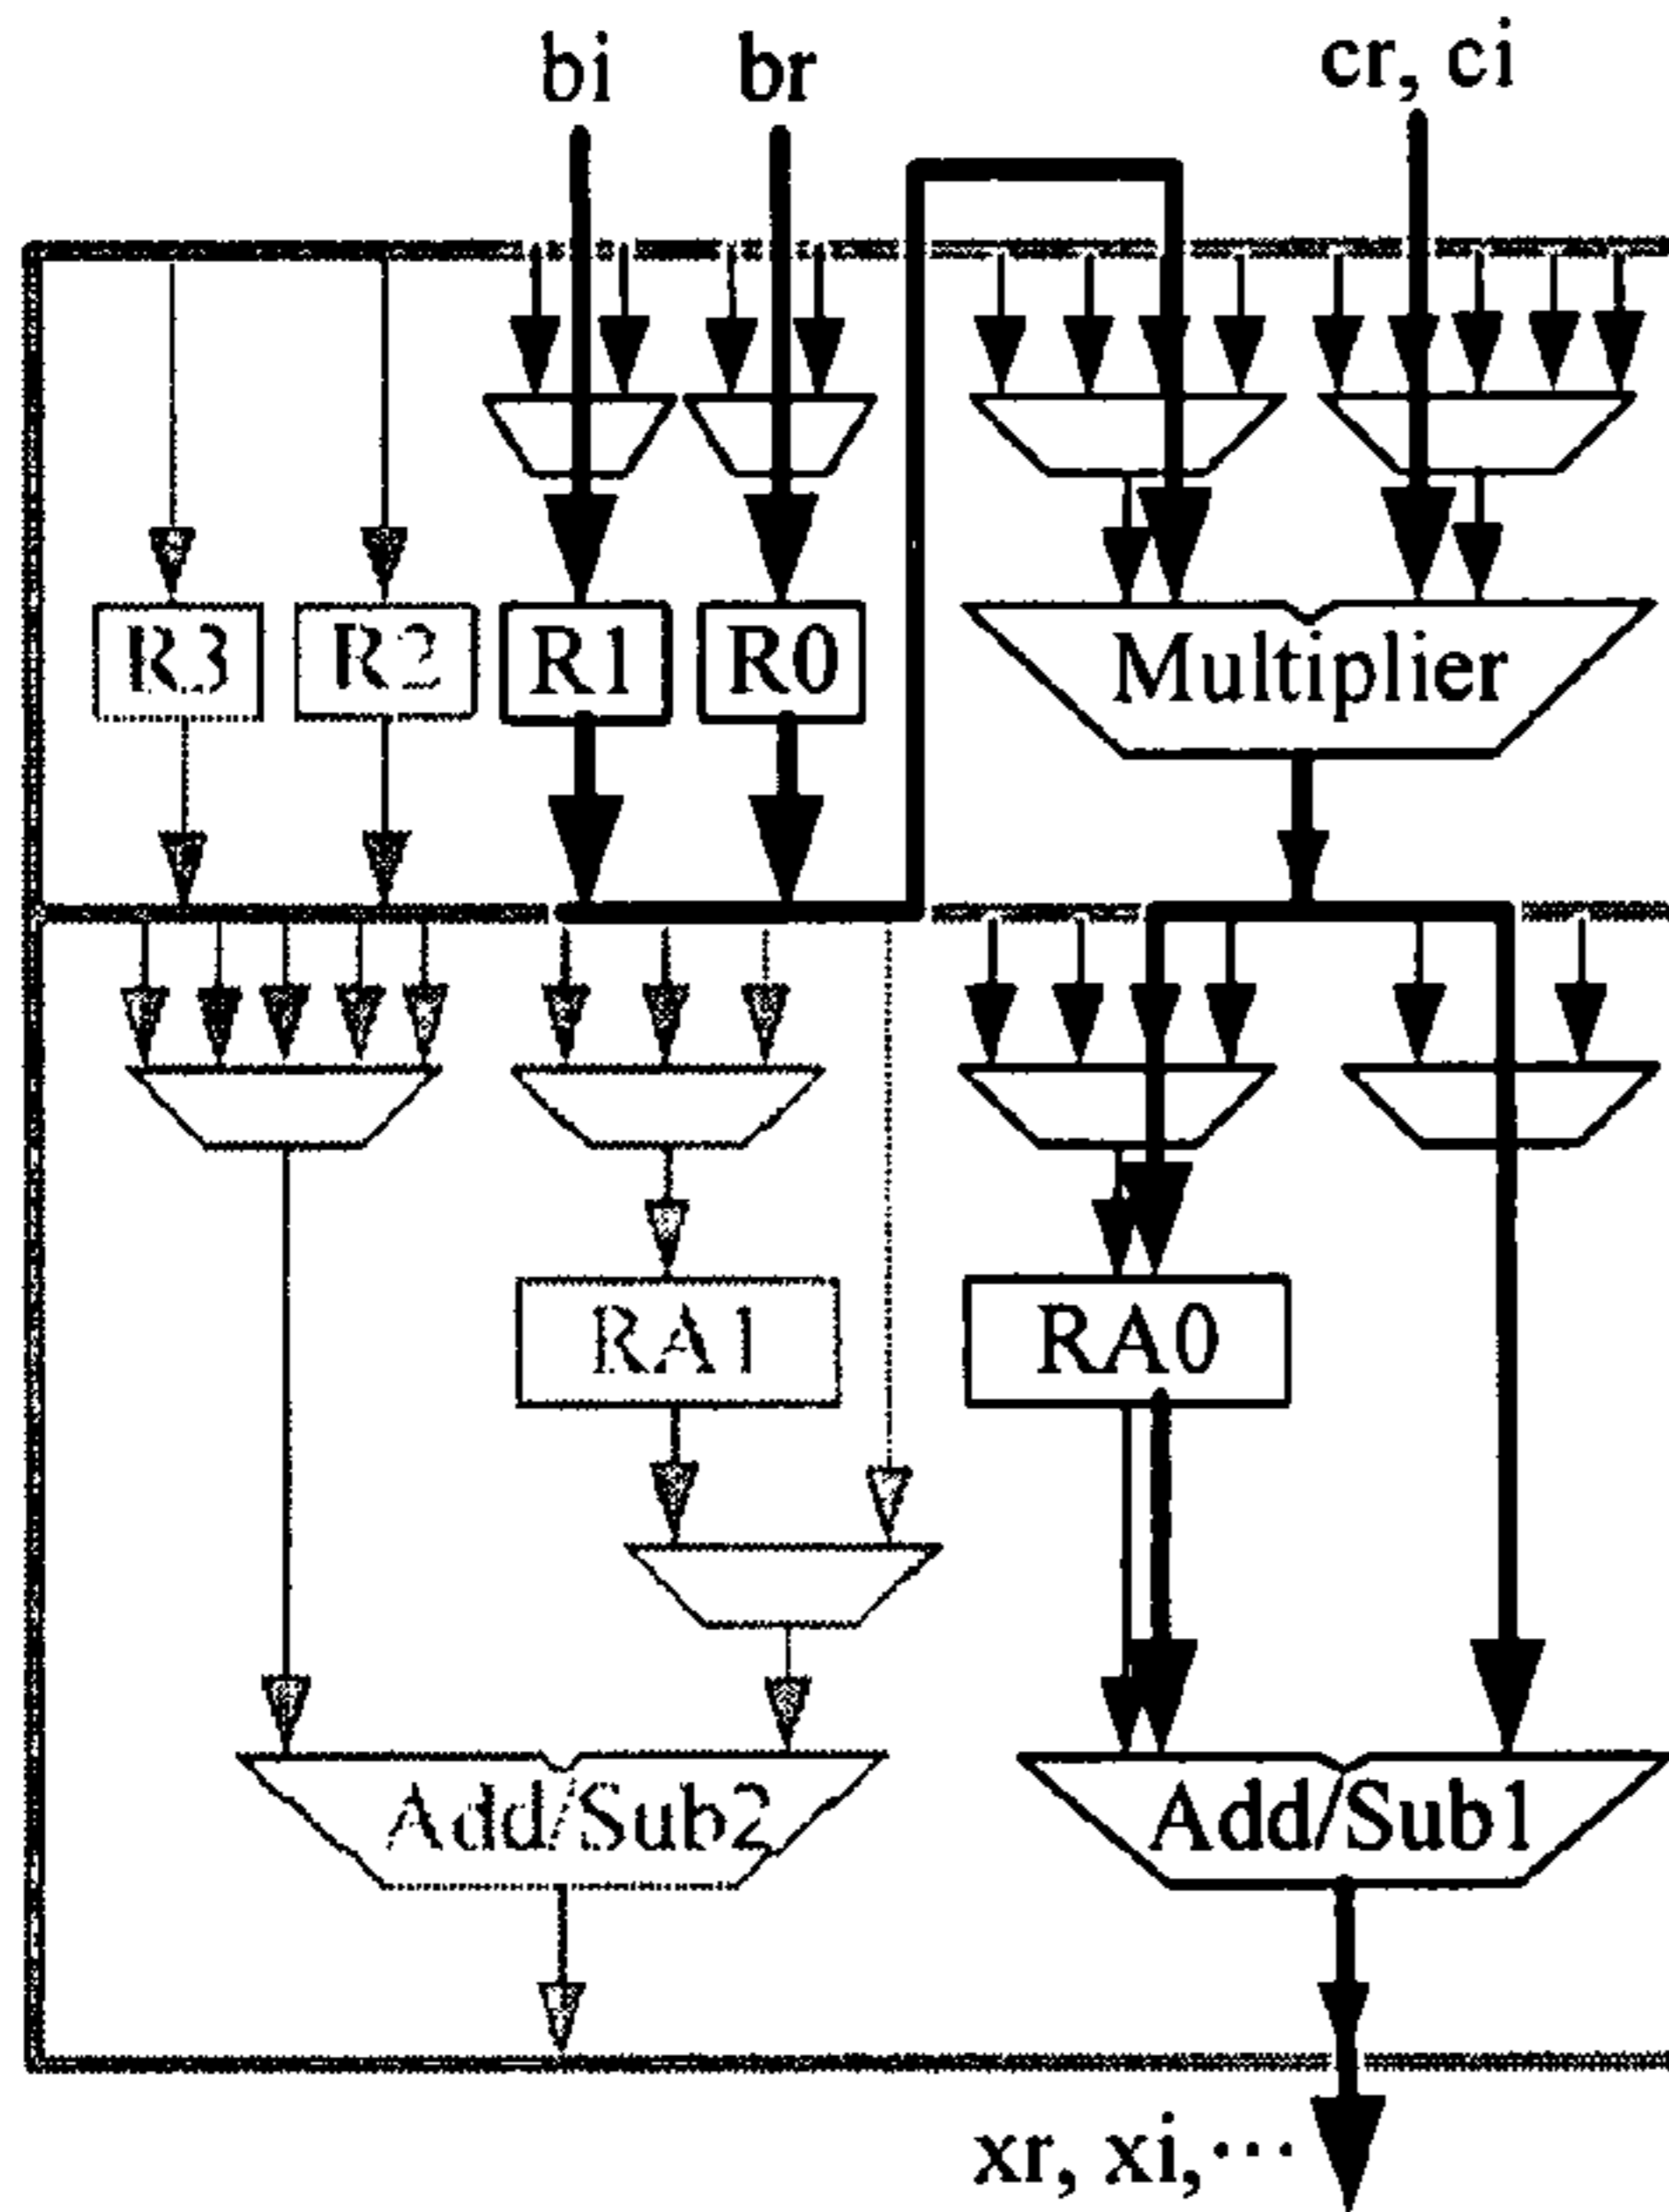 bi br cr, ci
R3 R2 R1 R0 Multiplier
RA1 RA0
Add/Sub2 Add/Sub1
xr, xi,···